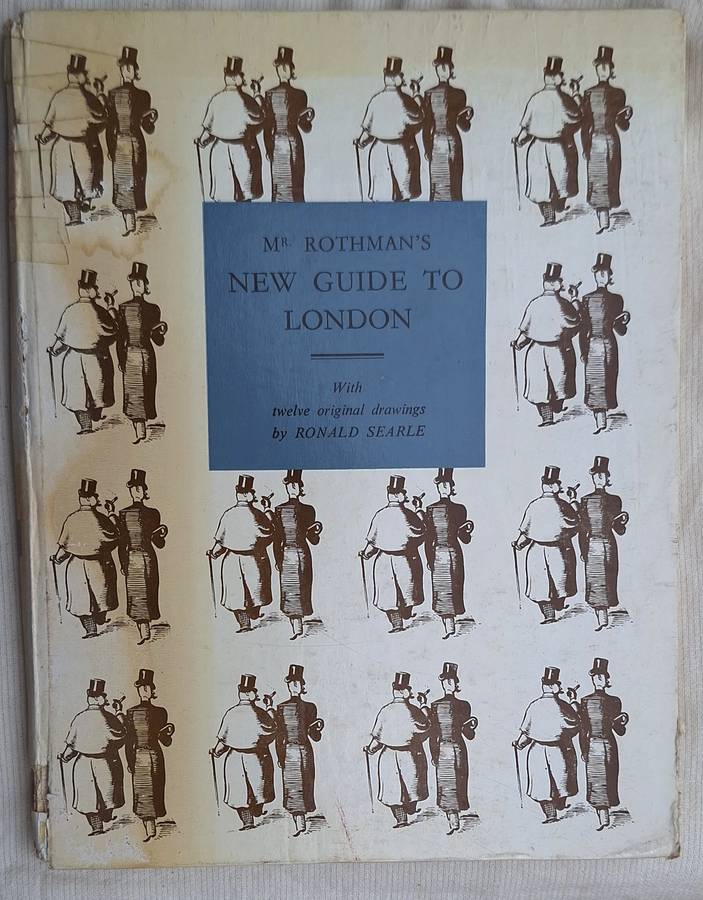 Mr. ROTHMAN'S
NEW GUIDE TO
LONDON
With
twelve original drawings
by RONALD SEARLE